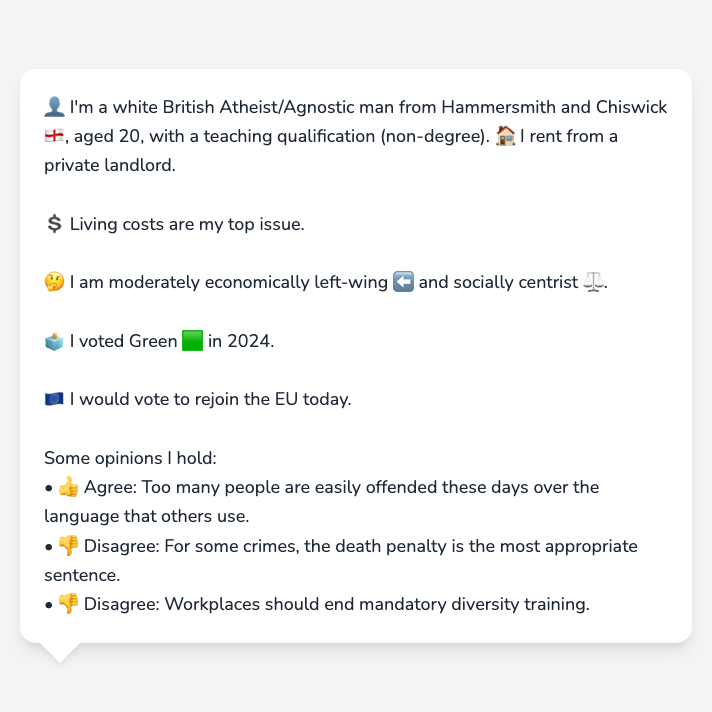 👤 I'm a white British Atheist/Agnostic man from Hammersmith and Chiswick
🏴󠁧󠁢󠁥󠁮󠁧󠁿, aged 20, with a teaching qualification (non-degree). 🏠 I rent from a
private landlord.
💲 Living costs are my top issue.
🤔 I am moderately economically left-wing ⬅️ and socially centrist ⚖️.
🗳️ I voted Green 🟩 in 2024.
🇪🇺 I would vote to rejoin the EU today.
Some opinions I hold:
• 👍 Agree: Too many people are easily offended these days over the
language that others use.
• 👎 Disagree: For some crimes, the death penalty is the most appropriate
sentence.
• 👎 Disagree: Workplaces should end mandatory diversity training.